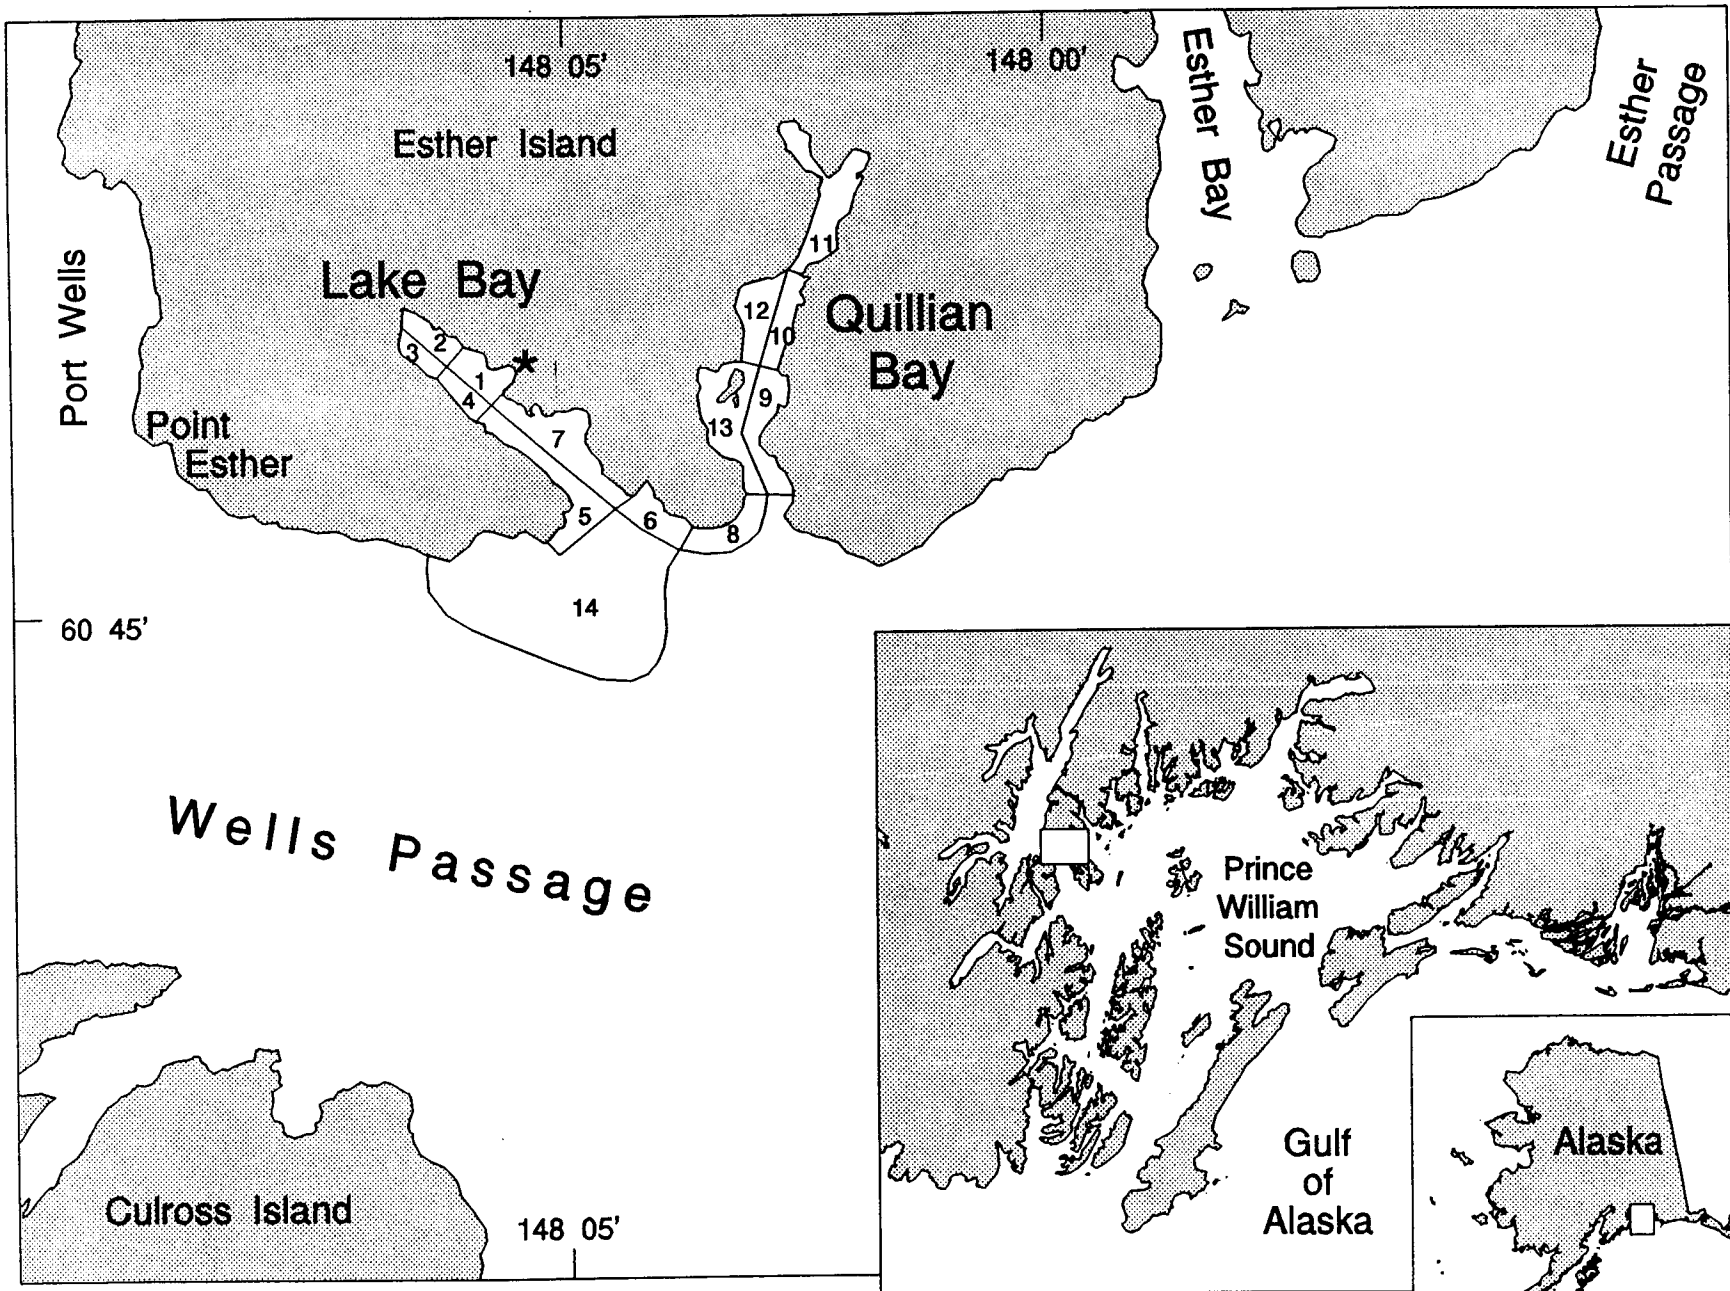 148 05'
148 00'
Esther Bay
Esther
Passage
Esther Island
11
Lake Bay
Port Wells
12
10
Quillian
Bay
2
3
*
1
4
9
13
7
Point
Esther
5
6
8
14
60 45'
Wells Passage
Prince
William
Sound
Gulf
of
Alaska
Alaska
Culross Island
148 05'